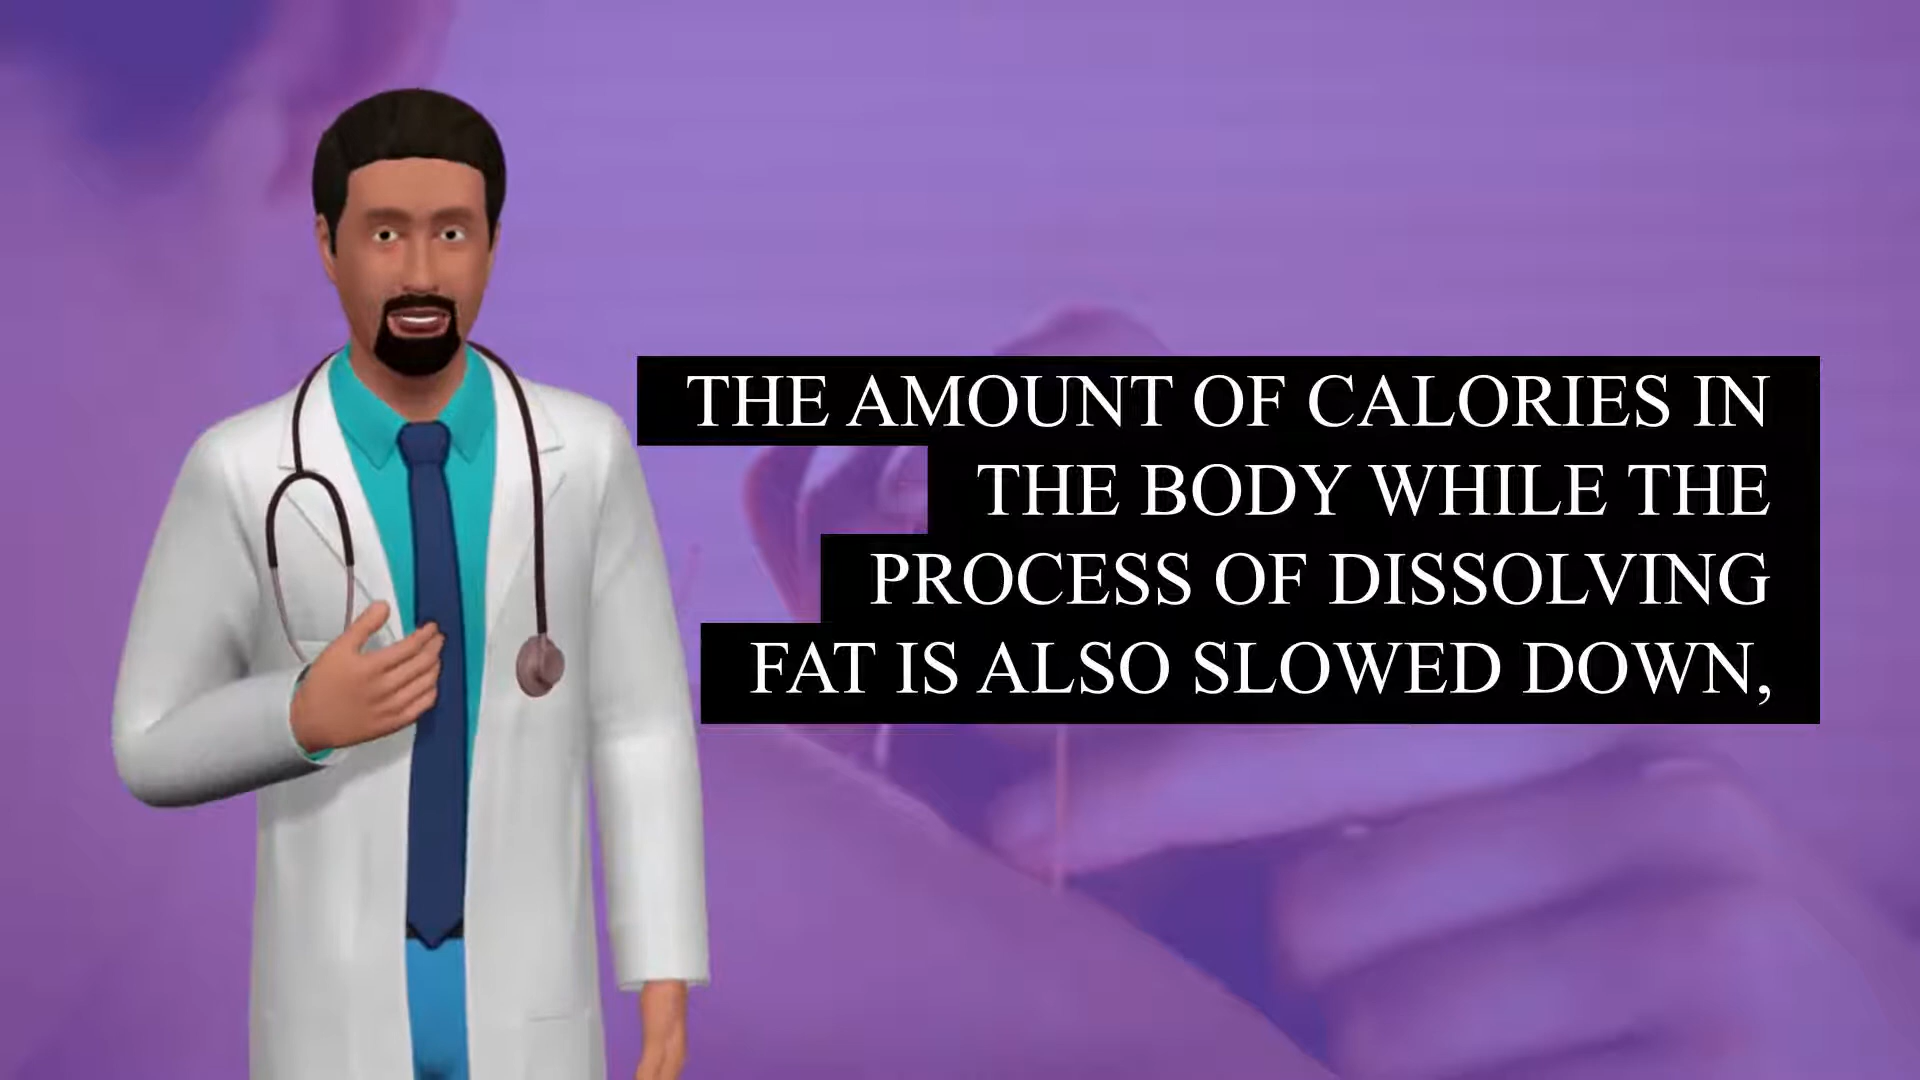 THE AMOUNT OF CALORIES IN
THE BODY WHILE THE
PROCESS OF DISSOLVING
FAT IS ALSO SLOWED DOWN,